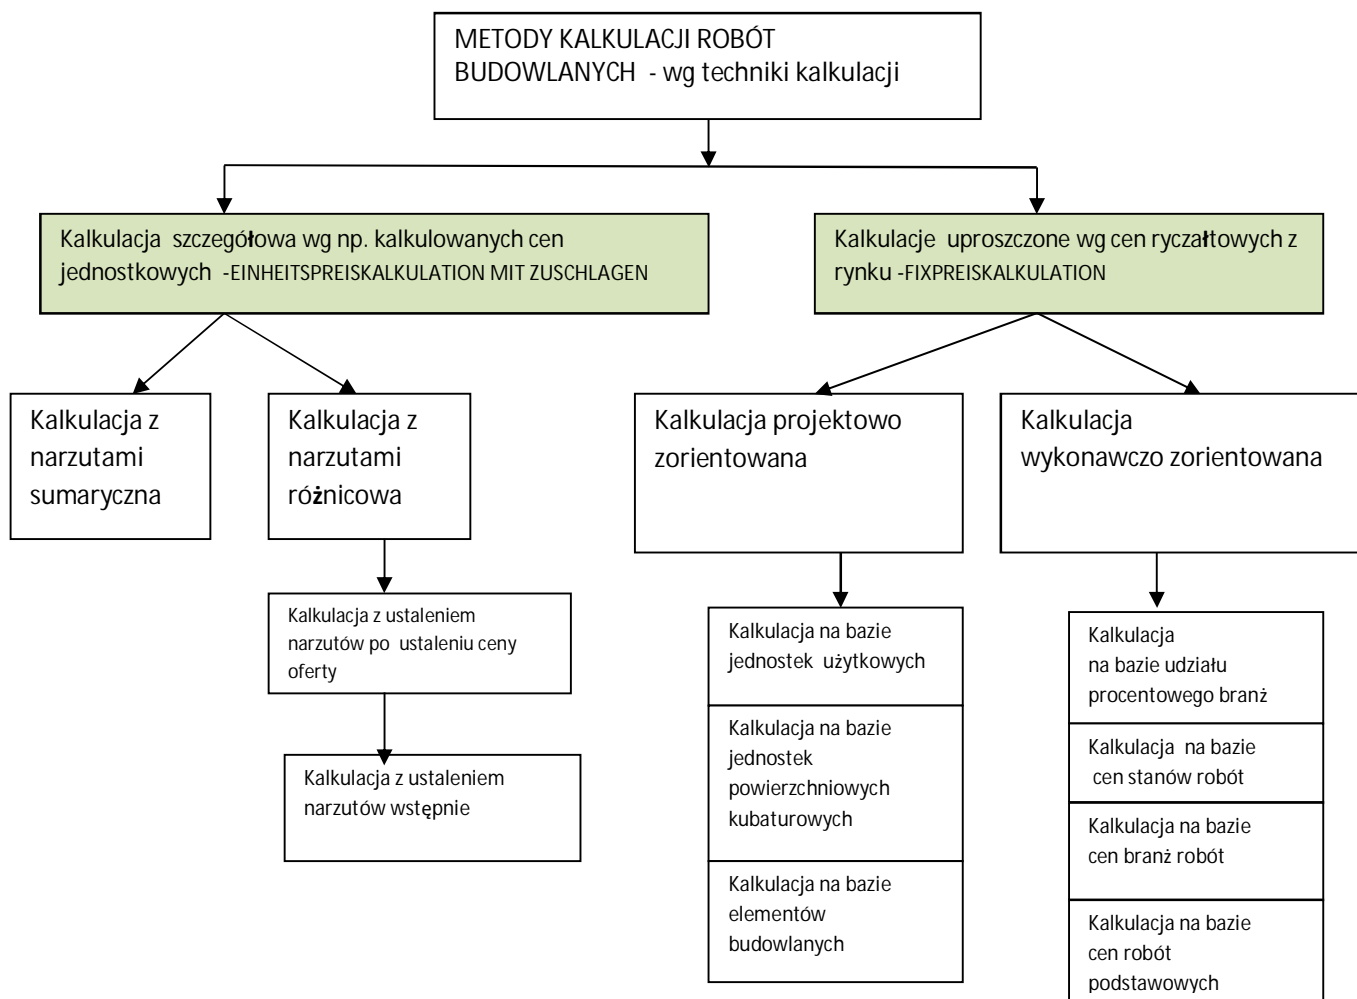 METODY KALKULACJI ROBÓT
BUDOWLANYCH - wg techniki kalkulacji
Kalkulacja szczegółowa wg np. kalkulowanych cen
jednostkowych -EINHEITSPREISKALKULATION MIT ZUSCHLAGEN
Kalkulacje uproszczone wg cen ryczałtowych z
rynku -FIXPREISKALKULATION
Kalkulacja z
narzutami
sumaryczna
Kalkulacja z
narzutami
różnicowa
Kalkulacja projektowo
zorientowana
Kalkulacja
wykonawczo zorientowana
Kalkulacja z ustaleniem
narzutów po ustaleniu ceny
oferty
Kalkulacja z ustaleniem
narzutów wstępnie
Kalkulacja na bazie
jednostek użytkowych
Kalkulacja na bazie
jednostek
powierzchniowych
kubaturowych
Kalkulacja na bazie
elementów
budowlanych
Kalkulacja
na bazie udziału
procentowego branż
Kalkulacja na bazie
cen stanów robót
Kalkulacja na bazie
cen branż robót
Kalkulacja na bazie
cen robót
podstawowych